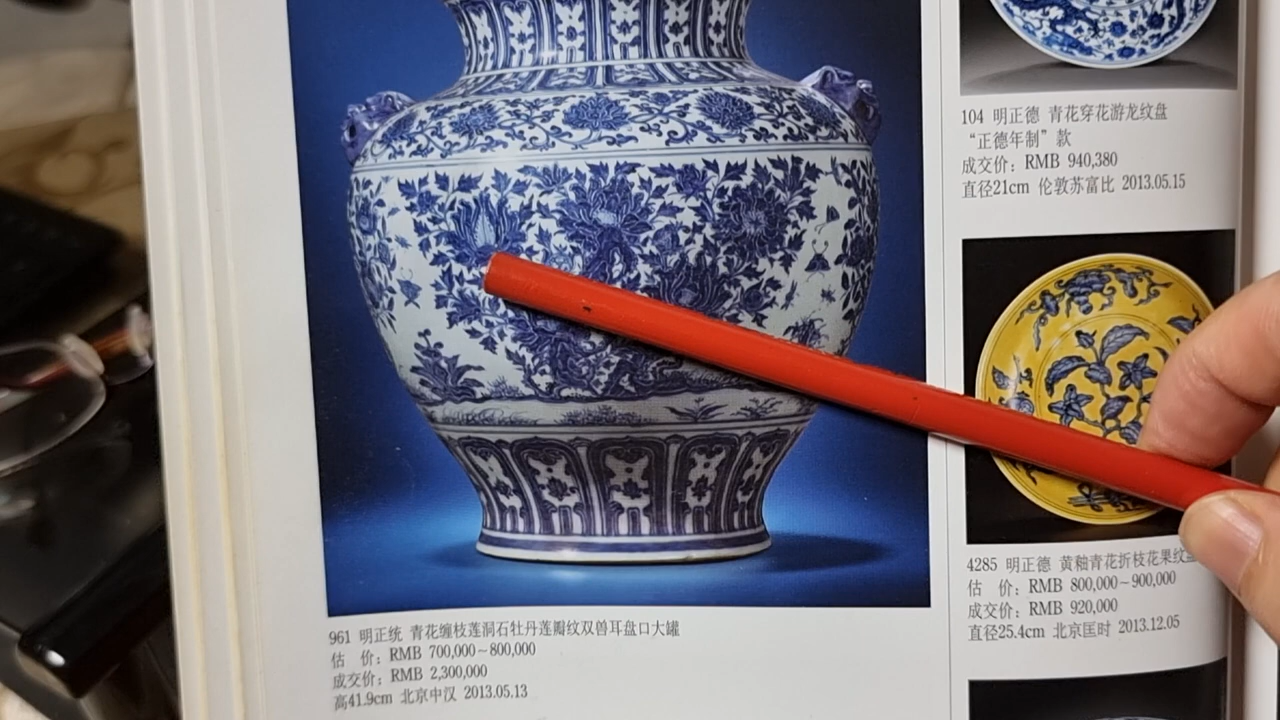 961 明正统 青花缠枝莲洞石牡丹莲瓣纹双兽耳盘口大罐
估 价：RMB 700,000~800,000
成交价：RMB 2,300,000
高41.9cm 北京中汉 2013.05.13
104 明正德 青花穿花游龙纹盘
“正德年制”款
成交价：RMB 940,380
直径21cm 伦敦苏富比 2013.05.15
4285 明正德 黄釉青花折枝花果纹盘
估 价：RMB 800,000~900,000
成交价：RMB 920,000
直径25.4cm 北京匡时 2013.12.05